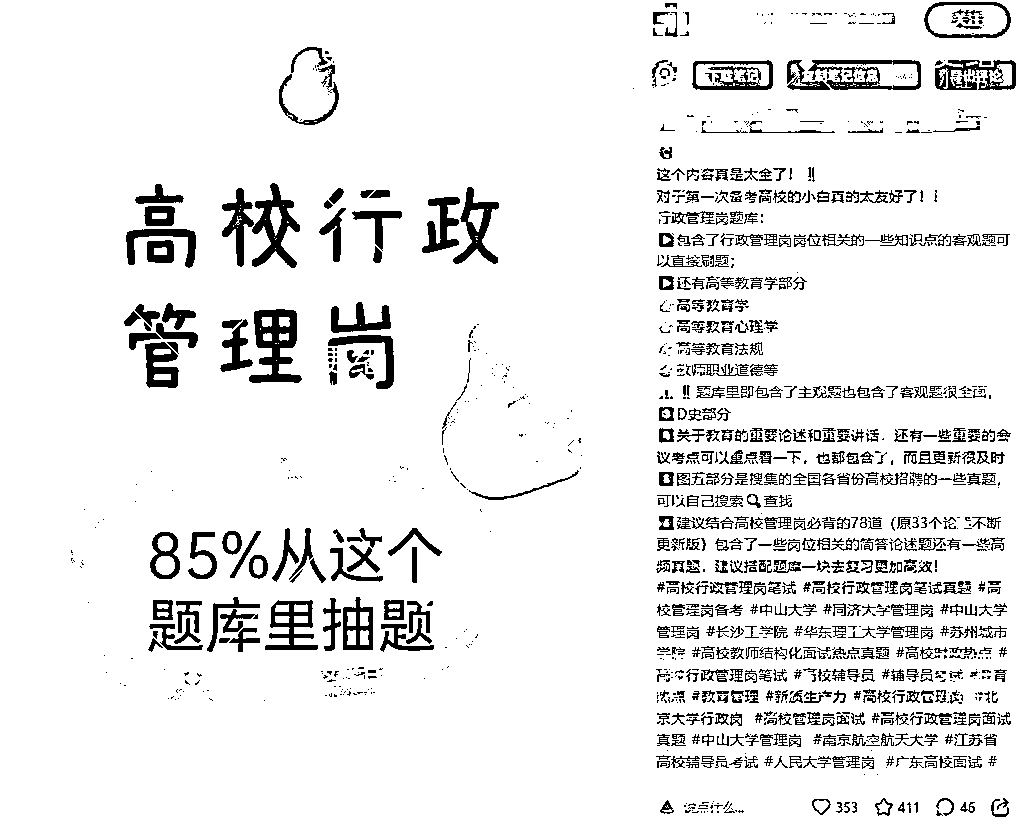 高校行政
管理岗
85%从这个
题库里抽题
下载笔记
复制笔记信息
导出评论
这个内容真是太全了！‼
对于第一次备考高校的小白真的太友好了！！
行政管理岗题库：
▶包含了行政管理岗岗位相关的一些知识点的客观题可
以直接刷题；
▶还有高等教育学部分
高等教育学
高等教育心理学
高等教育法规
教师职业道德等
‼ 题库里即包含了主观题也包含了客观题很全面，
D史部分
关于教育的重要论述和重要讲话，还有一些重要的会
议考点可以重点看一下，也都包含了，而且更新很及时
图五部分是搜集的全国各省份高校招聘的一些真题，
可以自己搜索🔍查找
建议结合高校管理岗必背的78道（原33个论 不断
更新版）包含了一些岗位相关的简答论述题还有一些高
频真题，建议搭配题库一块去复习更加高效！
#高校行政管理岗笔试 #高校行政管理岗笔试真题 #高
校管理岗备考 #中山大学 #同济大学管理岗 #中山大学
管理岗 #长沙工学院 #华东理工大学管理岗 #苏州城市
学院 #高校教师结构化面试热点真题 #高校时政热点 #
高校行政管理岗笔试 #高校辅导员 #辅导员笔试 #教育
热点 #教育管理 #新质生产力 #高校行政管理岗 #北
京大学行政岗 #高校管理岗面试 #高校行政管理岗面试
真题 #中山大学管理岗 #南京航空航天大学 #江苏省
高校辅导员考试 #人民大学管理岗 #广东高校面试 #
说点什么... 353 411 46